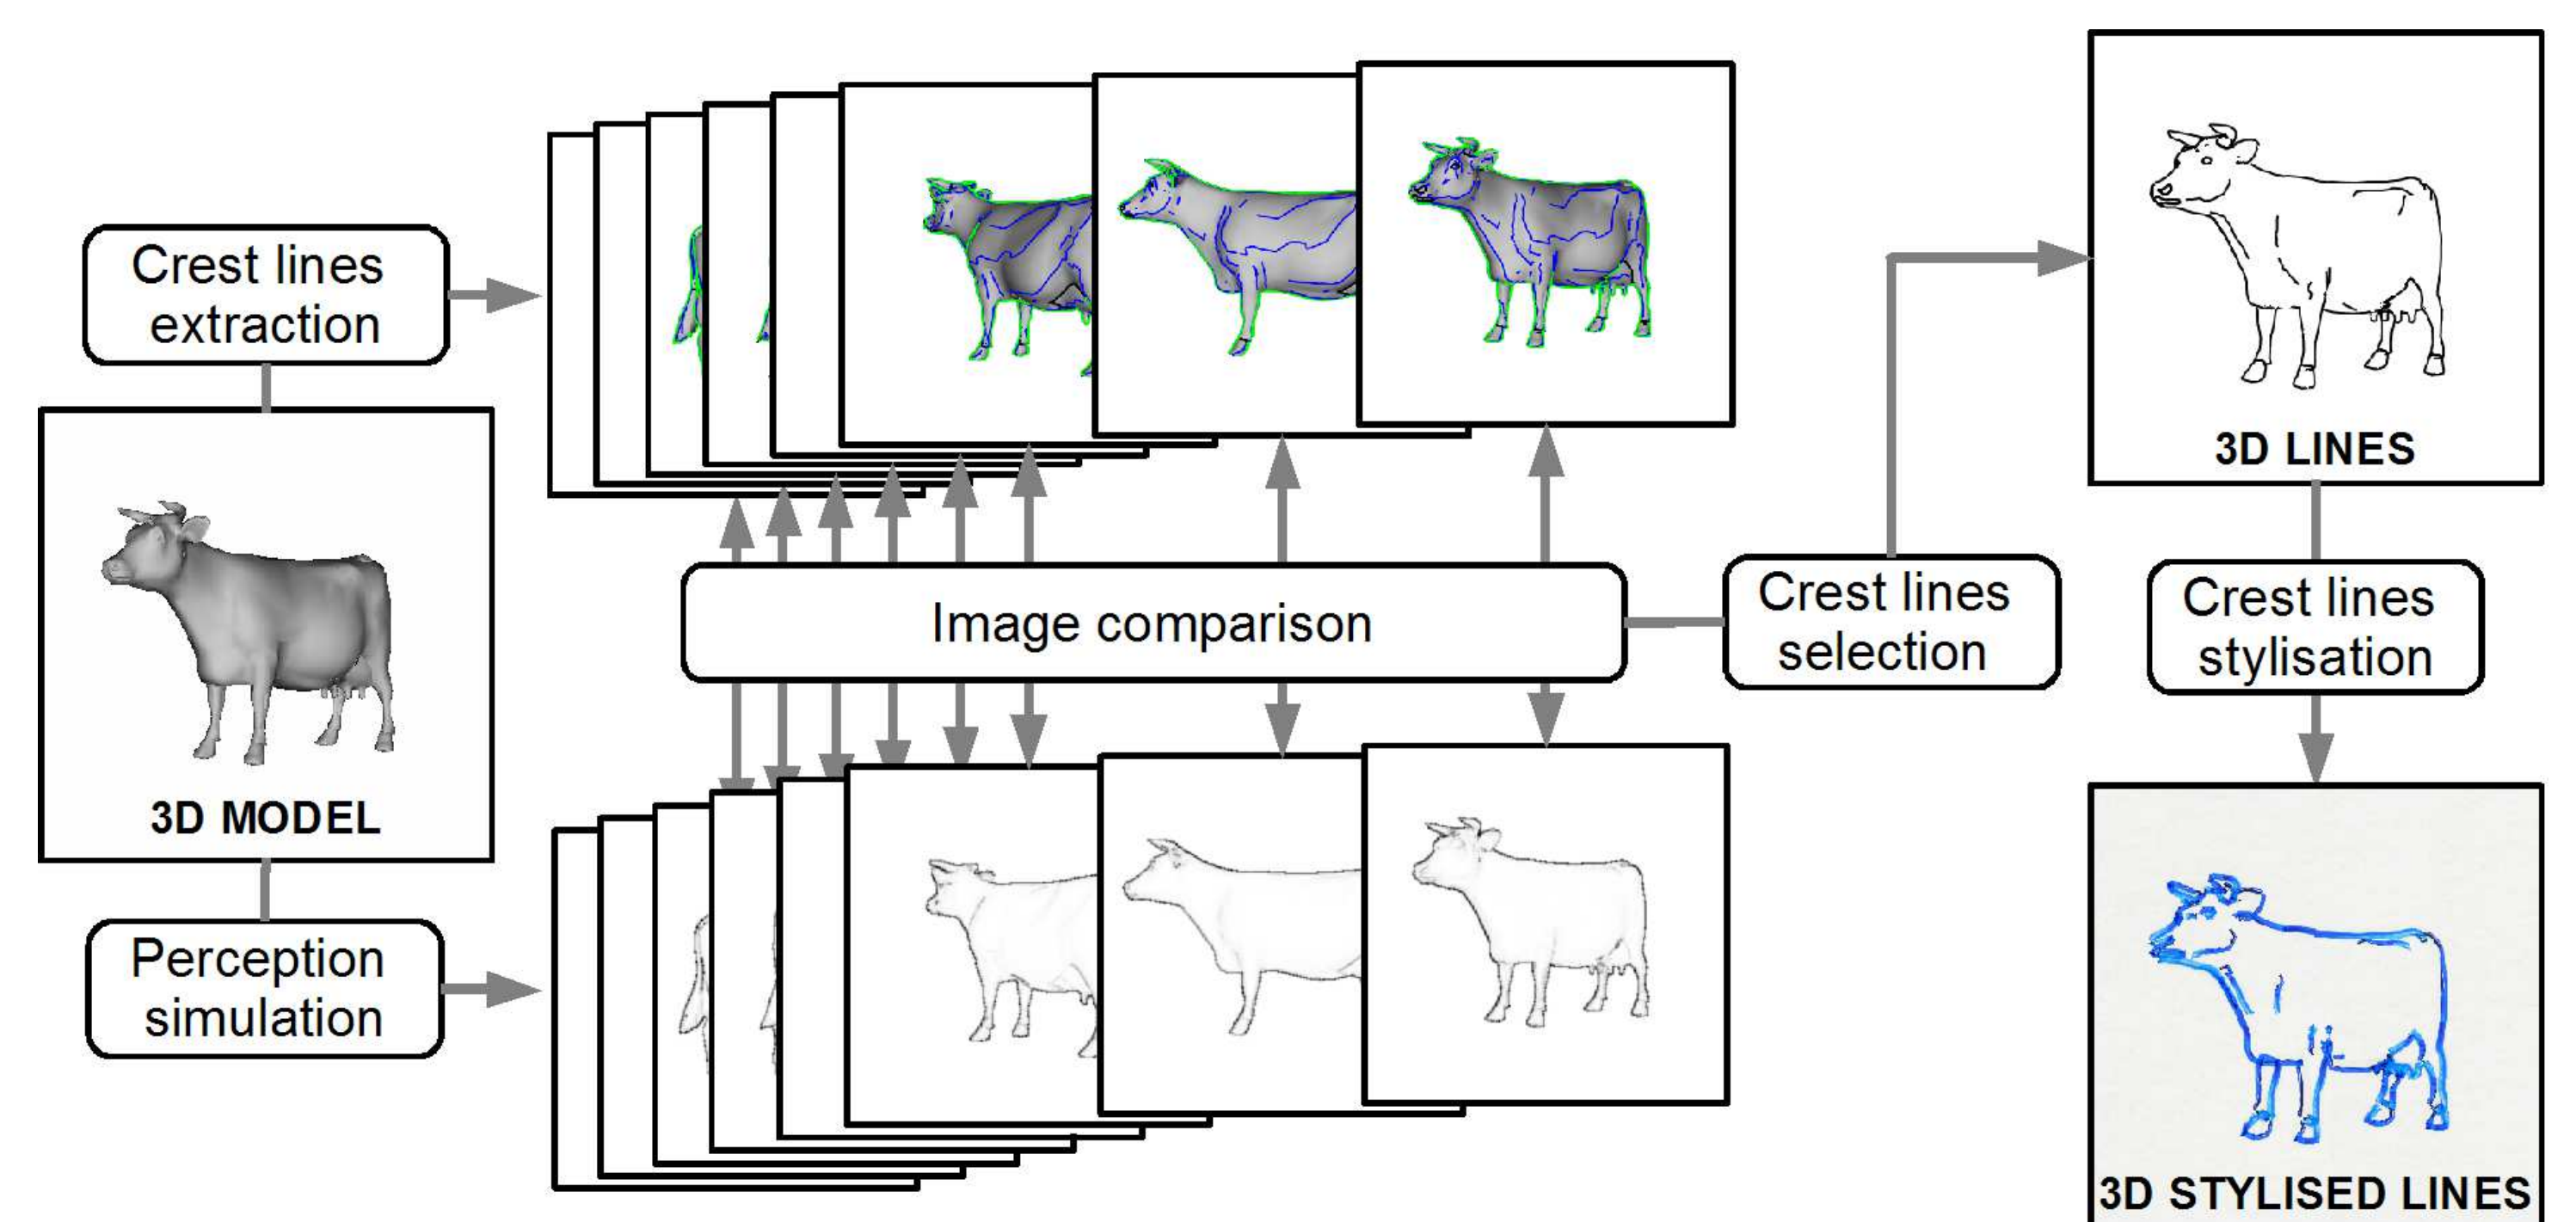 Crest lines
extraction
3D MODEL
Perception
simulation
Image comparison
Crest lines
selection
3D LINES
Crest lines
stylisation
3D STYLISED LINES